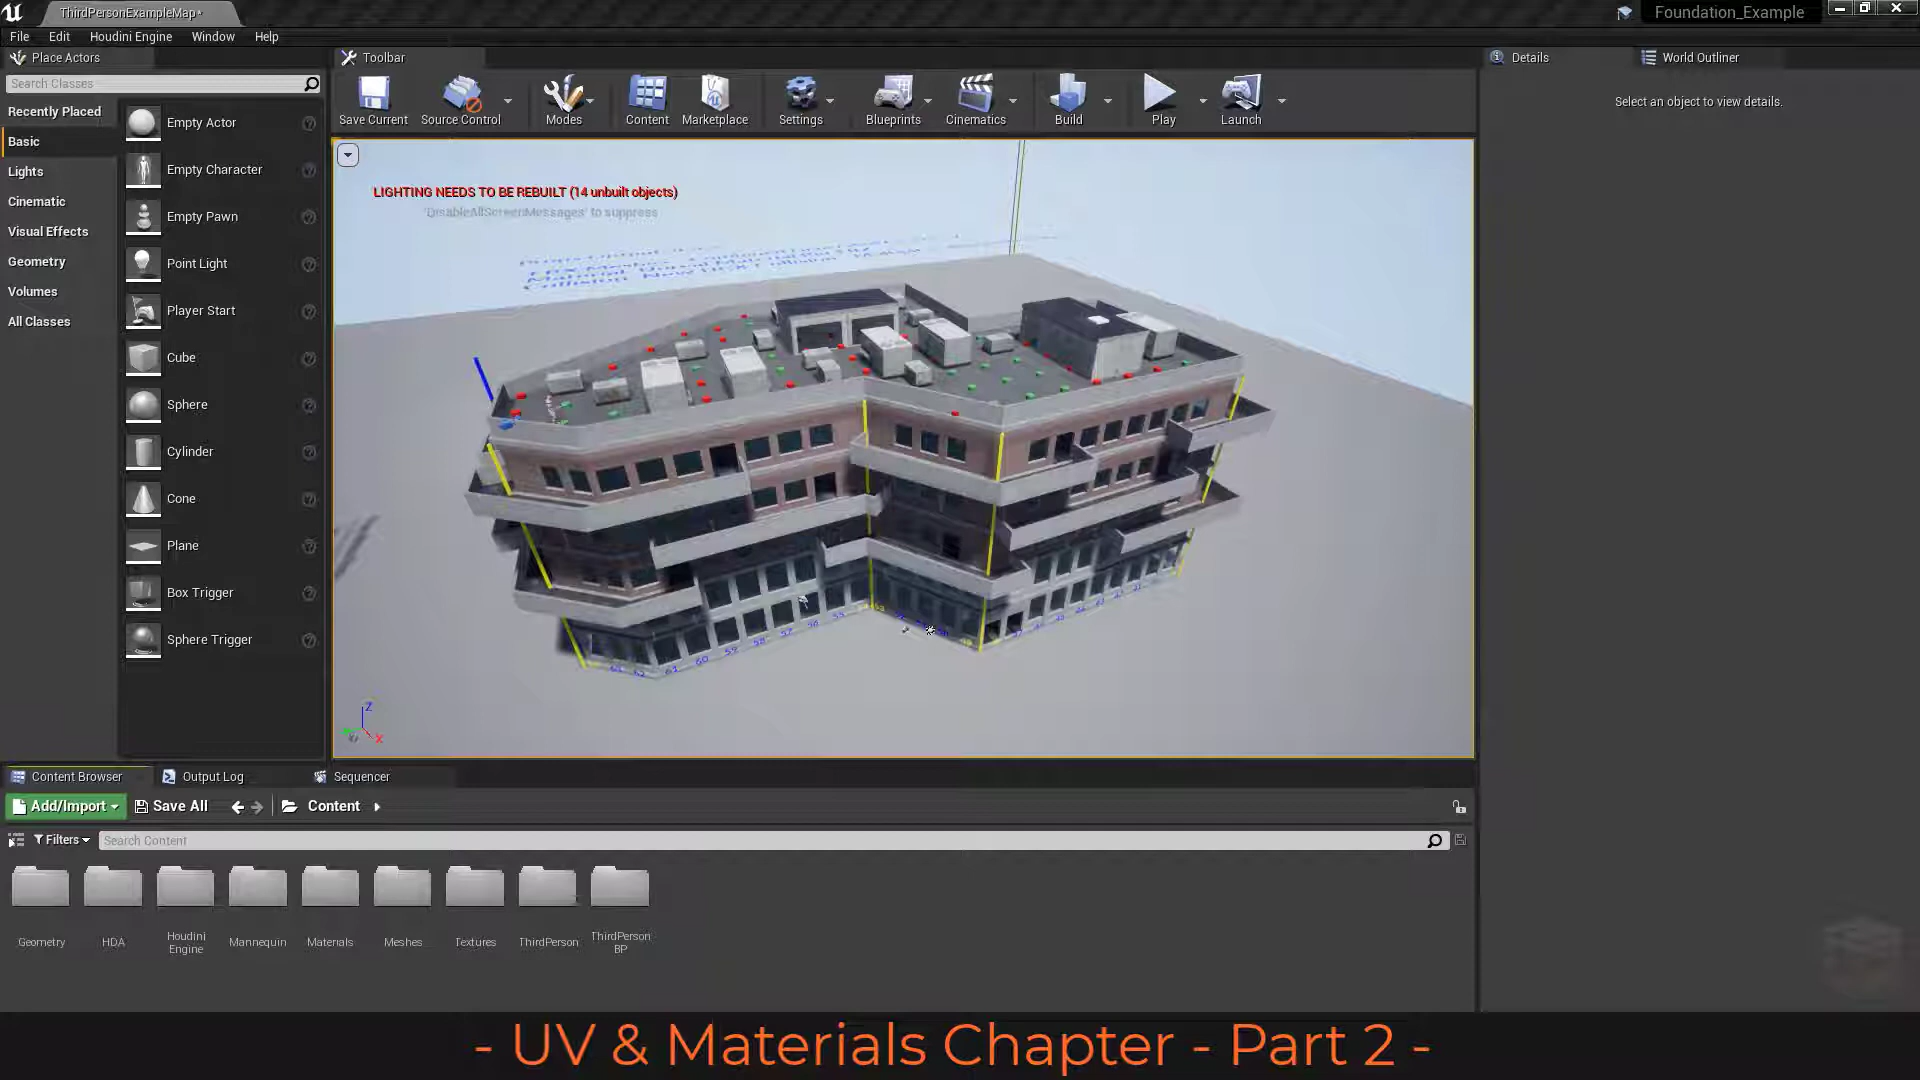 ThirdPersonExampleMap*
Foundation_Example
File Edit Houdini Engine Window Help
Place Actors
Search Classes
Recently Placed
Basic
Lights
Cinematic
Visual Effects
Geometry
Volumes
All Classes
Empty Actor
Empty Character
Empty Pawn
Point Light
Player Start
Cube
Sphere
Cylinder
Cone
Plane
Box Trigger
Sphere Trigger
Toolbar
Save Current Source Control Modes Content Marketplace Settings Blueprints Cinematics Build Play Launch
LIGHTING NEEDS TO BE REBUILT (14 unbuilt objects)
'DisableAllScreenMessages' to suppress
Z
X
Details World Outliner
Select an object to view details.
Content Browser Output Log Sequencer
Add/Import Save All Content
Filters Search Content
Geometry
HDA
Houdini
Engine
Mannequin
Materials
Meshes
Textures
ThirdPerson
ThirdPerson
BP
- UV & Materials Chapter - Part 2 -